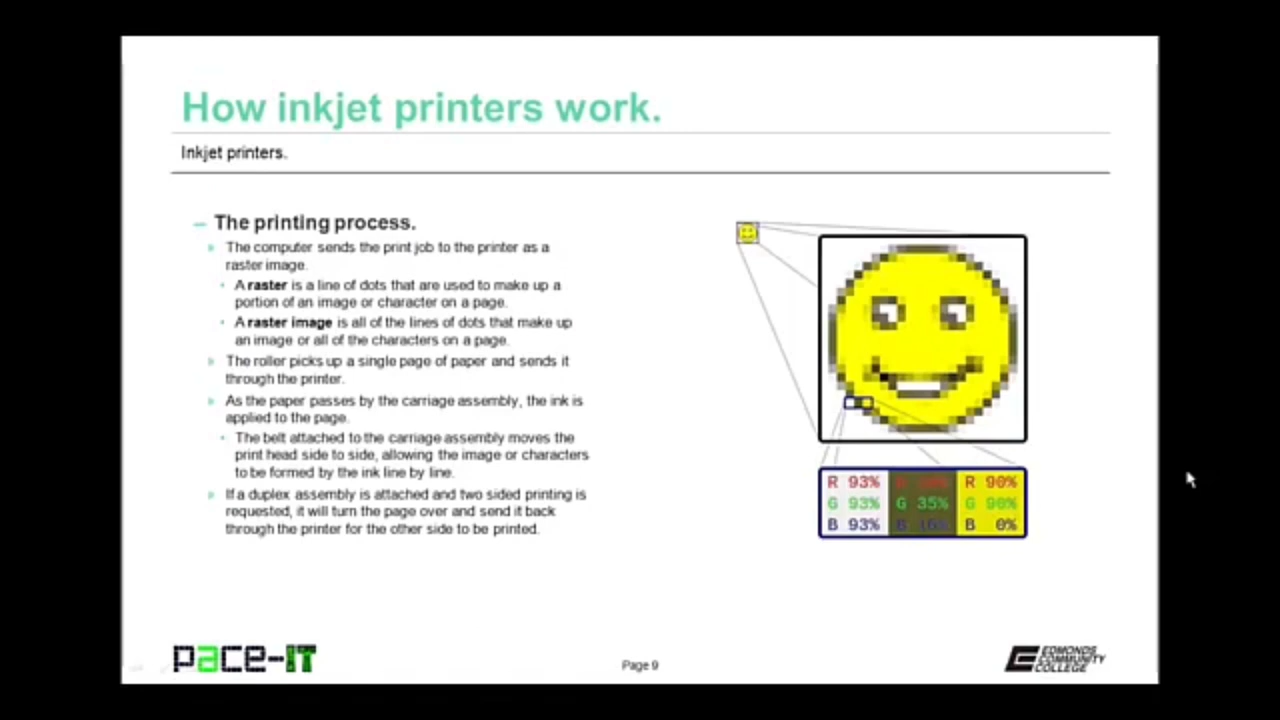 How inkjet printers work.
Inkjet printers.
– The printing process.
» The computer sends the print job to the printer as a
raster image.
• A raster is a line of dots that are used to make up a
portion of an image or character on a page.
• A raster image is all of the lines of dots that make up
an image or all of the characters on a page.
» The roller picks up a single page of paper and sends it
through the printer.
» As the paper passes by the carriage assembly, the ink is
applied to the page.
• The belt attached to the carriage assembly moves the
print head side to side, allowing the image or characters
to be formed by the ink line by line.
» If a duplex assembly is attached and two sided printing is
requested, it will turn the page over and send it back
through the printer for the other side to be printed.
R 93% R R 90%
G 93% G 35% G 90%
B 93% B 16% B 0%
pace-IT
Page 9
EDMONDS
COMMUNITY
COLLEGE